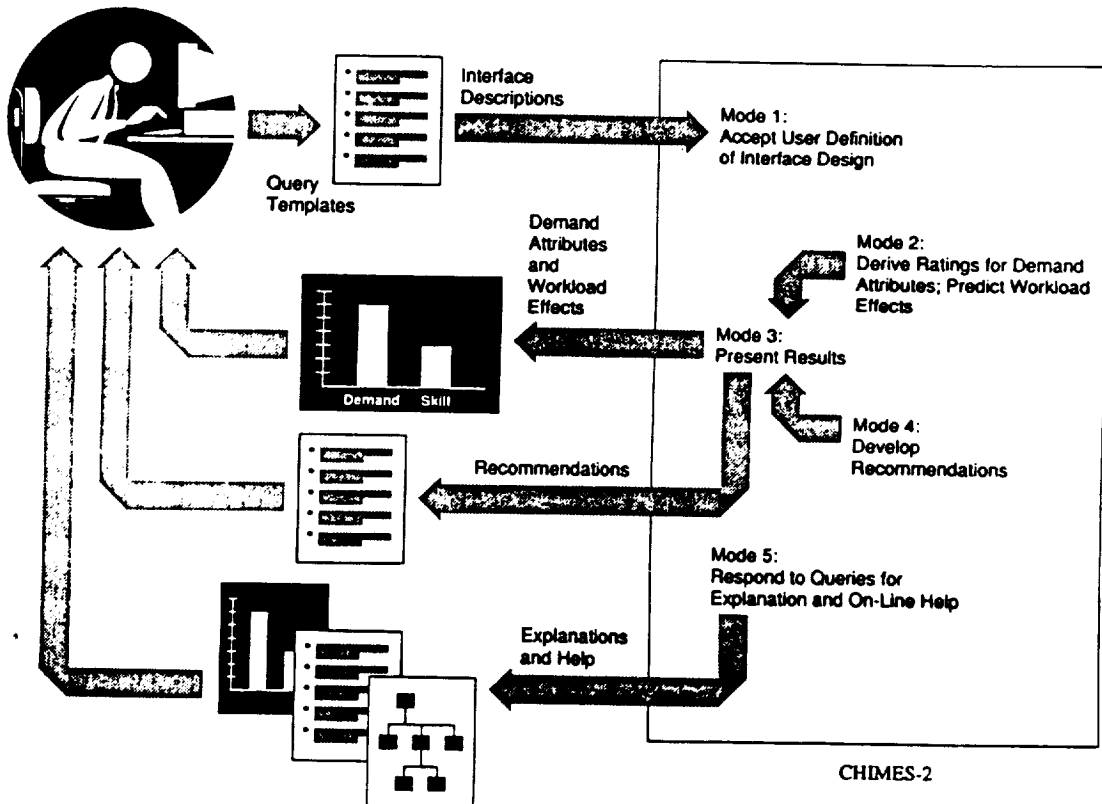 Interface
Descriptions
Mode 1:
Accept User Definition
of Interface Design
Query
Templates
Demand
Attributes
and
Workload
Effects
Mode 2:
Derive Ratings for Demand
Attributes; Predict Workload
Effects
Mode 3:
Present Results
Demand Skill
Mode 4:
Develop
Recommendations
Recommendations
Mode 5:
Respond to Queries for
Explanation and On-Line Help
Explanations
and Help
CHIMES-2